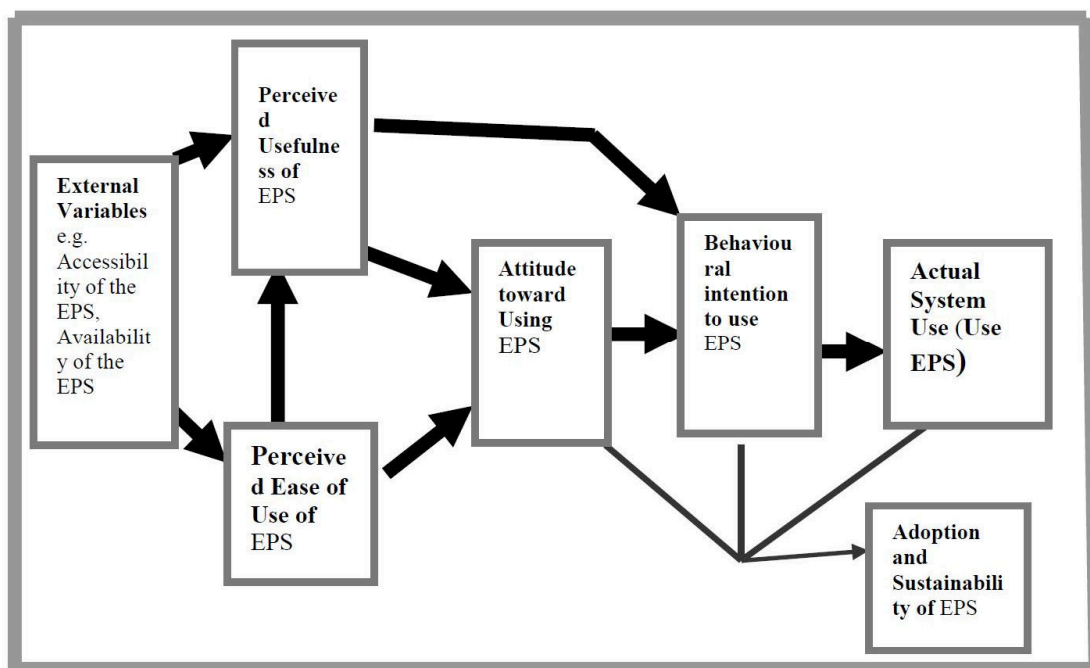 External
Variables
e.g.
Accessibil
ity of the
EPS,
Availabilit
y of the
EPS
Perceive
d
Usefulne
ss of
EPS
Perceive
d Ease of
Use of
EPS
Attitude
toward
Using
EPS
Behaviou
ral
intention
to use
EPS
Actual
System
Use (Use
EPS)
Adoption
and
Sustainabili
ty of EPS